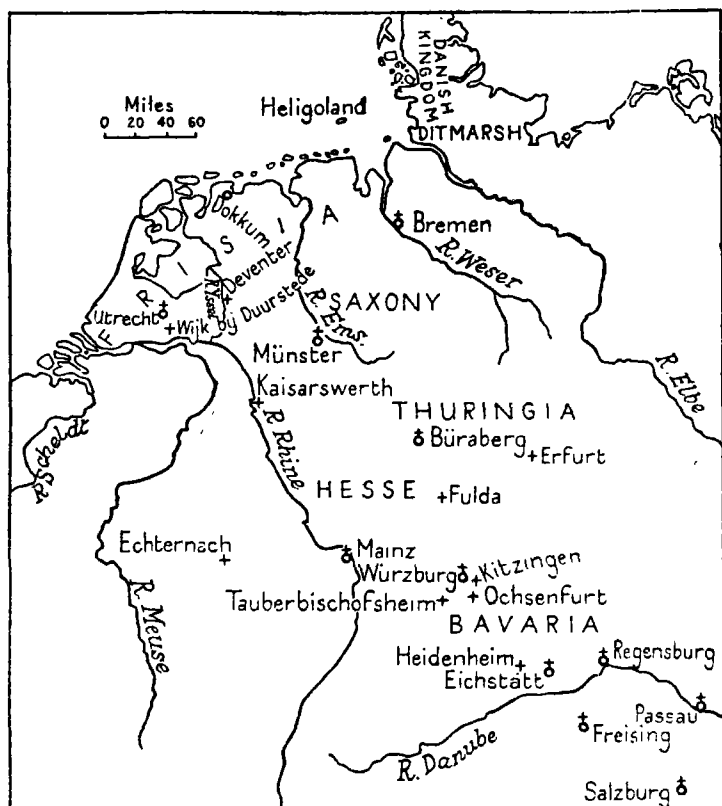 DANISH
KINGDOM
Miles
0 20 40 60
Heligoland
DITMARSH
Dokkum
FRISIA
Bremen
R. Weser
Deventer
R. Yssel
Utrecht
Wijk bij Duurstede
SAXONY
R. Ems.
Münster
R. Elbe
Kaisarswerth
THURINGIA
Büraberg
Erfurt
R Rhine
R Scheldt
HESSE
Fulda
Echternach
Mainz
Würzburg
Kitzingen
Tauberbischofsheim
Ochsenfurt
R. Meuse
BAVARIA
Heidenheim
Regensburg
Eichstätt
Passau
Freising
R. Danube
Salzburg